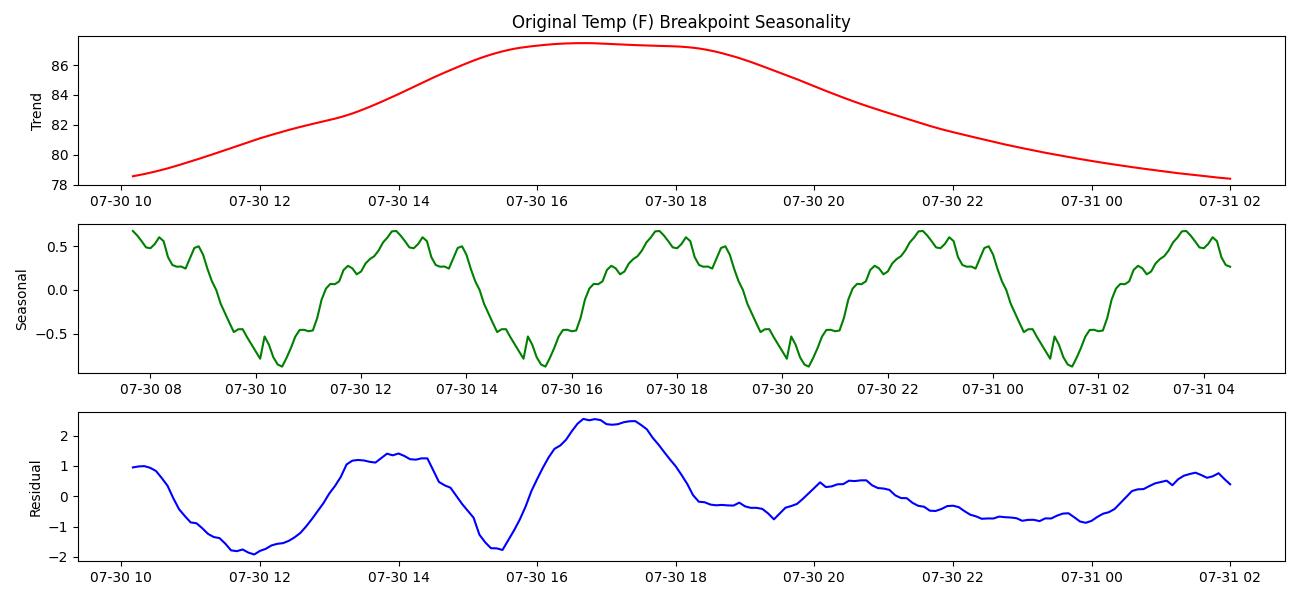 Original Temp (F) Breakpoint Seasonality
Trend
86
84
82
80
78
07-30 10 07-30 12 07-30 14 07-30 16 07-30 18 07-30 20 07-30 22 07-31 00 07-31 02
Seasonal
0.5
0.0
−0.5
07-30 08 07-30 10 07-30 12 07-30 14 07-30 16 07-30 18 07-30 20 07-30 22 07-31 00 07-31 02 07-31 04
Residual
2
1
0
−1
−2
07-30 10 07-30 12 07-30 14 07-30 16 07-30 18 07-30 20 07-30 22 07-31 00 07-31 02